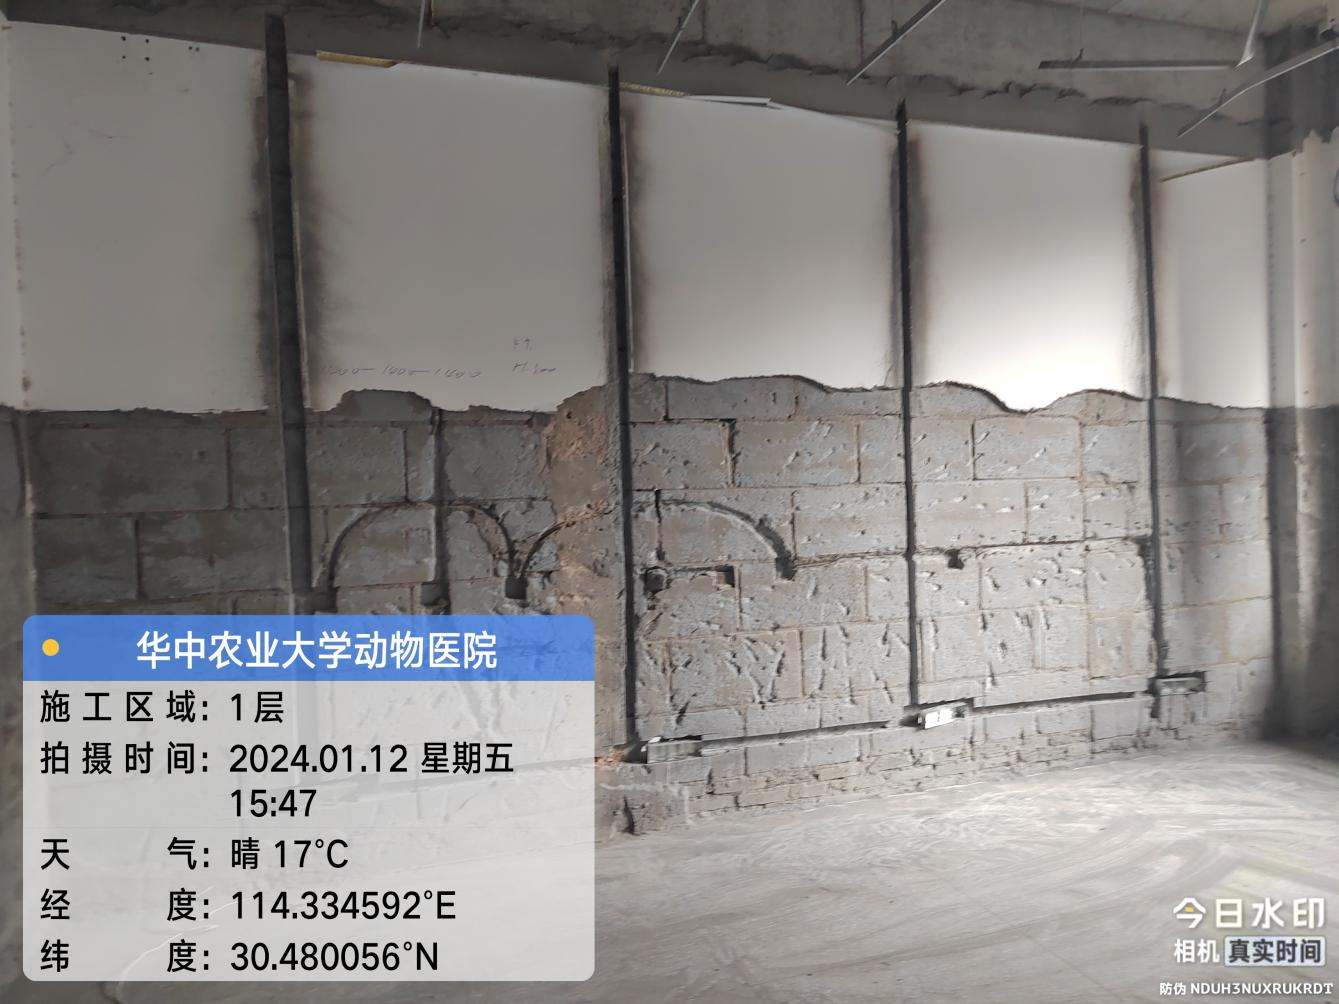 华中农业大学动物医院
施工区域：1层
拍摄时间：2024.01.12 星期五
15:47
天气：晴 17℃
经度：114.334592°E
纬度：30.480056°N
今日水印
相机 真实时间
防伪 NDUH3NUXRUKRDT